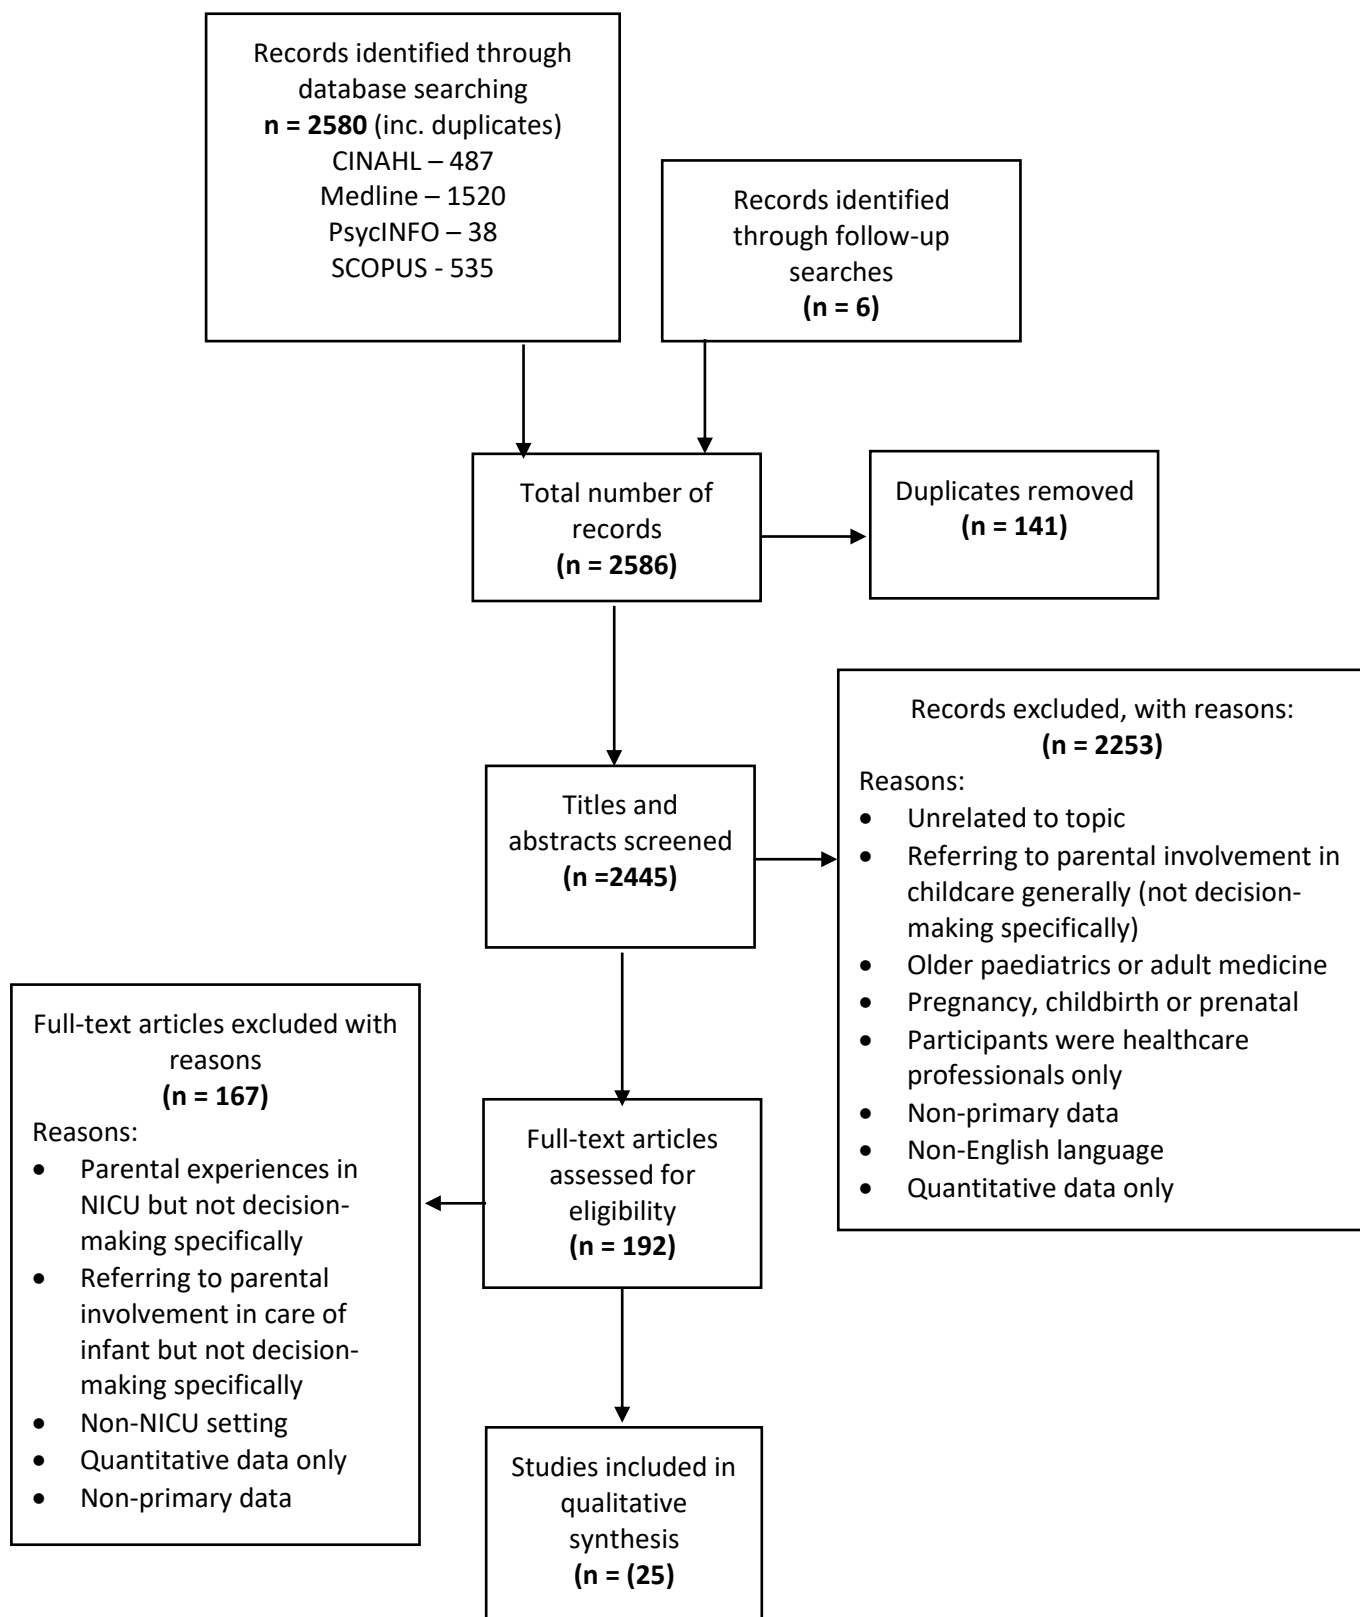 Records identified through
database searching
n = 2580 (inc. duplicates)
CINAHL – 487
Medline – 1520
PsycINFO – 38
SCOPUS - 535
Records identified
through follow-up
searches
(n = 6)
Total number of
records
(n = 2586)
Duplicates removed
(n = 141)
Titles and
abstracts screened
(n =2445)
Records excluded, with reasons:
(n = 2253)
Reasons:
• Unrelated to topic
• Referring to parental involvement in
childcare generally (not decision-
making specifically)
• Older paediatrics or adult medicine
• Pregnancy, childbirth or prenatal
• Participants were healthcare
professionals only
• Non-primary data
• Non-English language
• Quantitative data only
Full-text articles excluded with
reasons
(n = 167)
Reasons:
• Parental experiences in
NICU but not decision-
making specifically
• Referring to parental
involvement in care of
infant but not decision-
making specifically
• Non-NICU setting
• Quantitative data only
• Non-primary data
Full-text articles
assessed for
eligibility
(n = 192)
Studies included in
qualitative
synthesis
(n = (25)